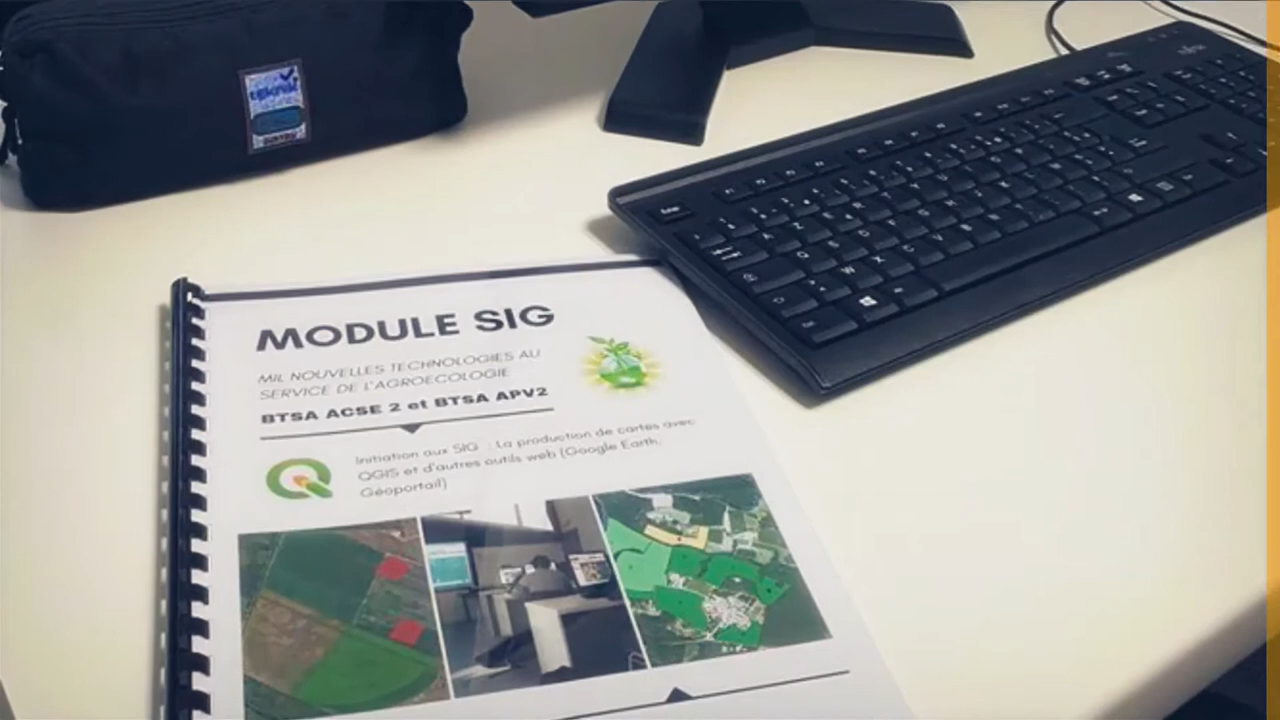 MODULE SIG
MIL NOUVELLES TECHNOLOGIES AU
SERVICE DE L'AGROECOLOGIE
BTSA ACSE 2 et BTSA APV2
Initiation aux SIG : La production de cartes avec
QGIS et d'autres outils web (Google Earth,
Géoportail)